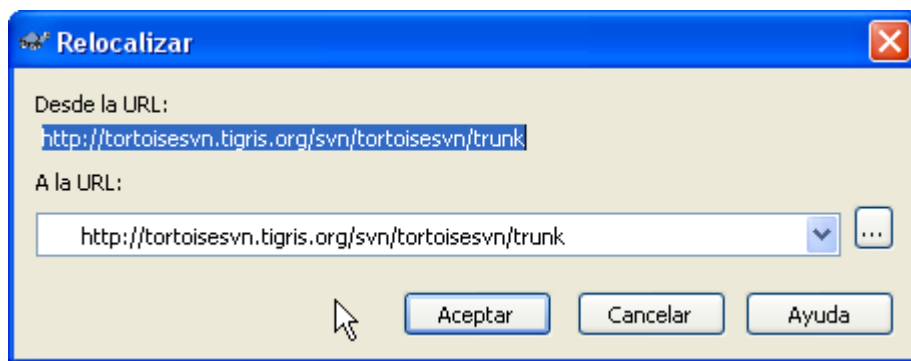 Relocalizar
Desde la URL:
http://tortoisesvn.tigris.org/svn/tortoisesvn/trunk
A la URL:
http://tortoisesvn.tigris.org/svn/tortoisesvn/trunk
...
Aceptar Cancelar Ayuda